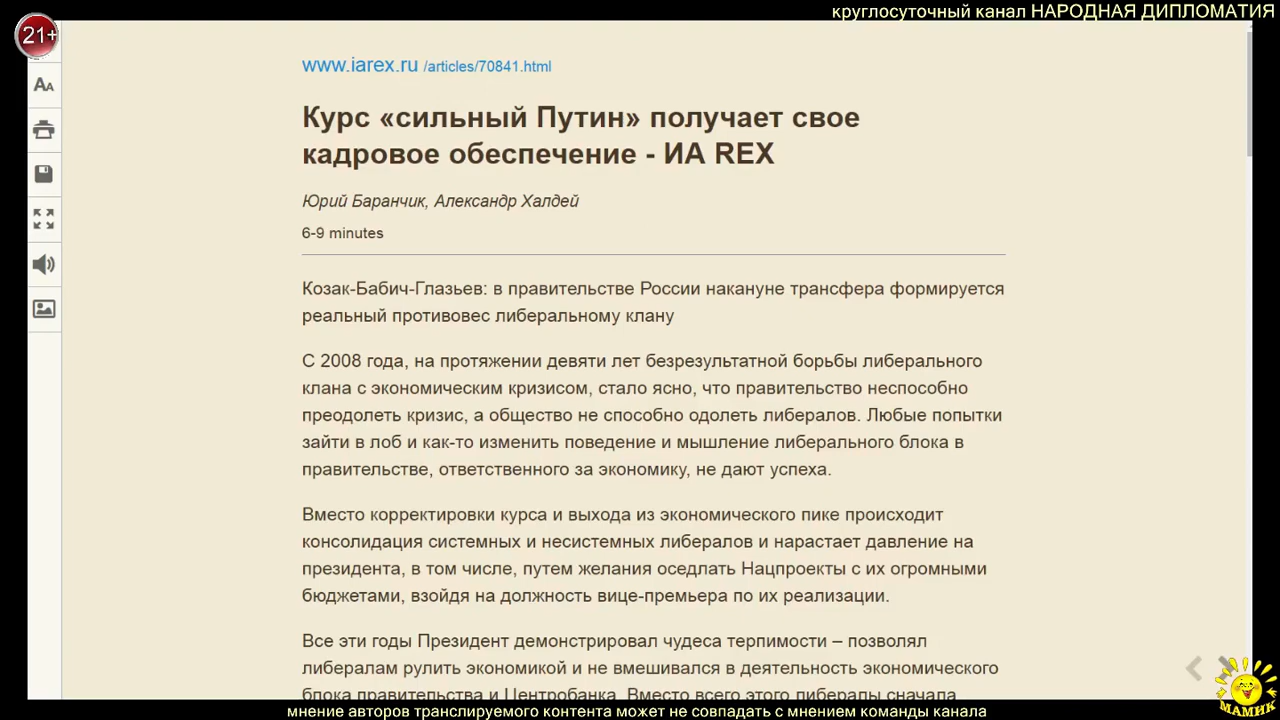 круглосуточный канал НАРОДНАЯ ДИПЛОМАТИЯ
21+
AA
www.iarex.ru /articles/70841.html
Курс «сильный Путин» получает свое
кадровое обеспечение - ИА REX
Юрий Баранчик, Александр Халдей
6-9 minutes
Козак-Бабич-Глазьев: в правительстве России накануне трансфера формируется
реальный противовес либеральному клану
С 2008 года, на протяжении девяти лет безрезультатной борьбы либерального
клана с экономическим кризисом, стало ясно, что правительство неспособно
преодолеть кризис, а общество не способно одолеть либералов. Любые попытки
зайти в лоб и как-то изменить поведение и мышление либерального блока в
правительстве, ответственного за экономику, не дают успеха.
Вместо корректировки курса и выхода из экономического пике происходит
консолидация системных и несистемных либералов и нарастает давление на
президента, в том числе, путем желания оседлать Нацпроекты с их огромными
бюджетами, взойдя на должность вице-премьера по их реализации.
Все эти годы Президент демонстрировал чудеса терпимости – позволял
либералам рулить экономикой и не вмешивался в деятельность экономического
блока правительства и Центробанка. Вместо всего этого либералы сначала
МАМИК
мнение авторов транслируемого контента может не совпадать с мнением команды канала